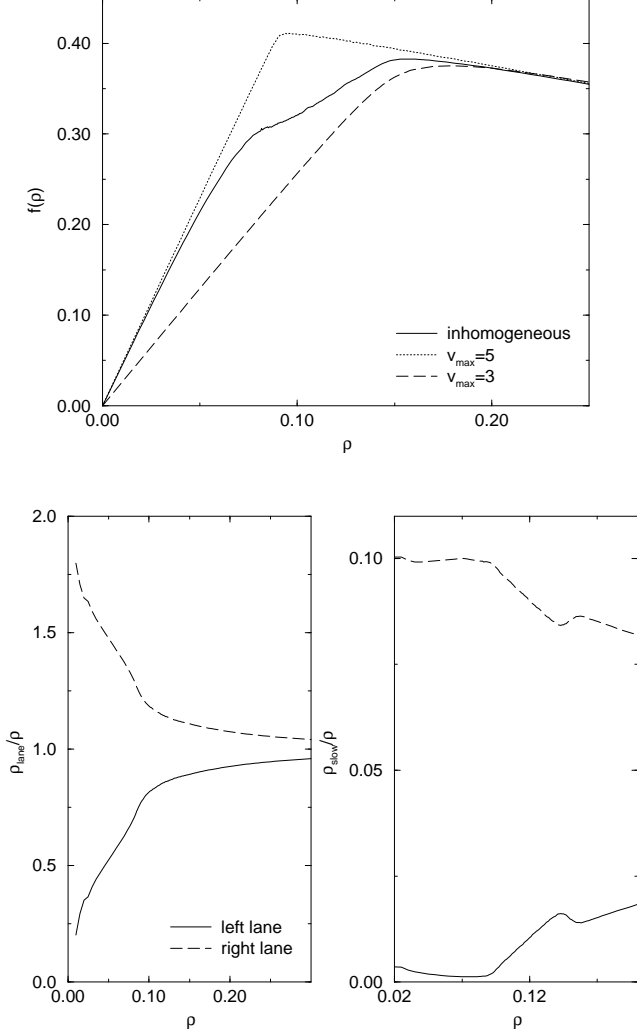 0.40
0.30
0.20
0.10
0.00
f(ρ)
inhomogeneous
v_max=5
v_max=3
0.00 0.10 0.20
ρ
2.0
1.5
1.0
0.5
0.0
ρ_lane/ρ
left lane
right lane
0.00 0.10 0.20
ρ
0.10
0.05
0.00
ρ_slow/ρ
0.02 0.12
ρ